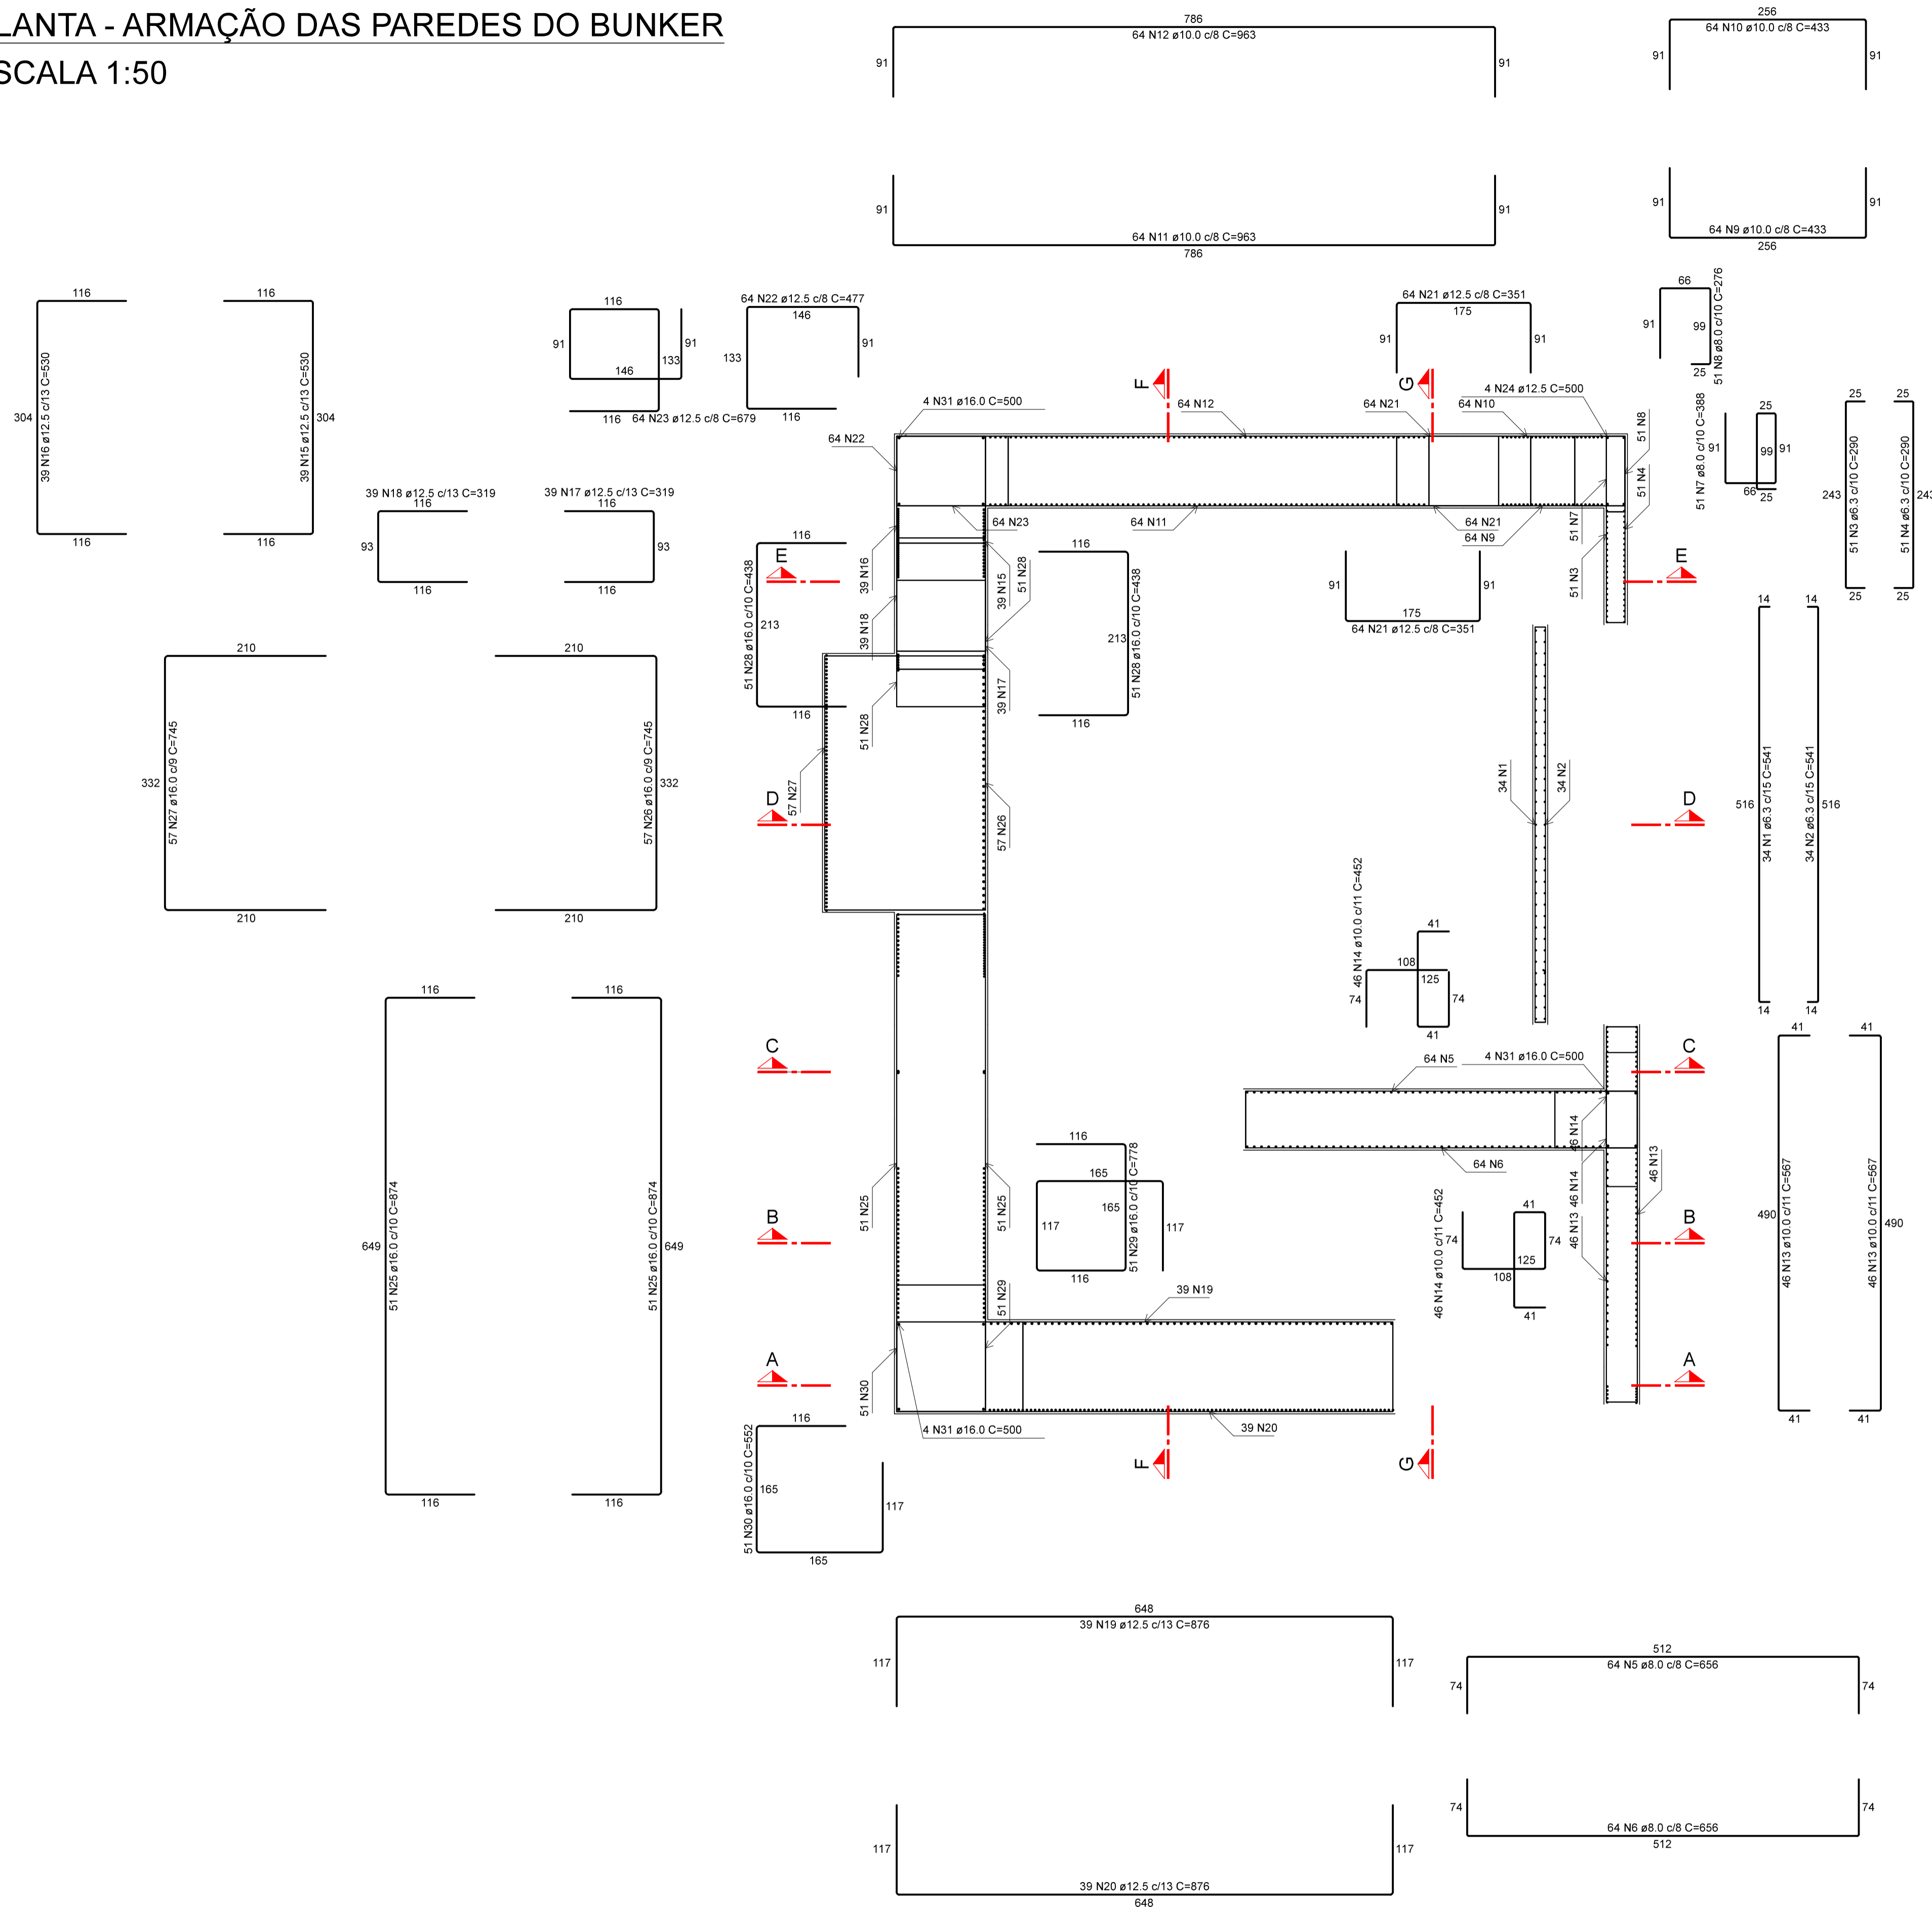 LANTA - ARMAÇÃO DAS PAREDES DO BUNKER
SCALA 1:50
786
64 N12 ø10.0 c/8 C=963
91
91
256
64 N10 ø10.0 c/8 C=433
91
91
91
91
64 N11 ø10.0 c/8 C=963
786
91
91
64 N9 ø10.0 c/8 C=433
256
116
116
304
39 N16 ø12.5 c/13 C=530
39 N15 ø12.5 c/13 C=530
304
116
116
116
91
146
133
91
116
64 N23 ø12.5 c/8 C=679
64 N22 ø12.5 c/8 C=477
146
133
91
116
64 N21 ø12.5 c/8 C=351
175
91
91
66
91
99
51 N8 ø8.0 c/10 C=276
25
51 N7 ø8.0 c/10 C=388
25
91
99
91
66
25
25
25
243
51 N3 ø6.3 c/10 C=290
51 N4 ø6.3 c/10 C=290
243
25
25
F
G
4 N31 ø16.0 C=500
64 N12
64 N21
64 N10
4 N24 ø12.5 C=500
64 N22
51 N8
51 N4
64 N23
64 N11
64 N21
64 N9
51 N7
51 N3
39 N18 ø12.5 c/13 C=319
116
93
116
39 N17 ø12.5 c/13 C=319
116
93
116
116
51 N28 ø16.0 c/10 C=438
213
116
E
E
39 N16
39 N18
39 N15
51 N28
39 N17
51 N28
116
213
51 N28 ø16.0 c/10 C=438
116
91
91
175
64 N21 ø12.5 c/8 C=351
14
14
516
34 N1 ø6.3 c/15 C=541
34 N2 ø6.3 c/15 C=541
516
14
14
210
210
332
57 N27 ø16.0 c/9 C=745
57 N26 ø16.0 c/9 C=745
332
210
210
57 N27
57 N26
D
D
34 N1
34 N2
46 N14 ø10.0 c/11 C=452
41
108
125
74
74
41
116
116
649
51 N25 ø16.0 c/10 C=874
51 N25 ø16.0 c/10 C=874
649
116
116
C
C
64 N5
4 N31 ø16.0 C=500
46 N14
46 N14
64 N6
46 N13
46 N13
41
41
490
46 N13 ø10.0 c/11 C=567
46 N13 ø10.0 c/11 C=567
490
41
41
51 N25
51 N25
116
165
165
117
117
51 N29 ø16.0 c/10 C=778
116
B
B
46 N14 ø10.0 c/11 C=452
41
74
74
125
108
41
51 N29
39 N19
A
A
51 N30
4 N31 ø16.0 C=500
39 N20
F
G
51 N30 ø16.0 c/10 C=552
116
165
117
165
648
39 N19 ø12.5 c/13 C=876
117
117
512
64 N5 ø8.0 c/8 C=656
74
74
117
117
39 N20 ø12.5 c/13 C=876
648
74
74
64 N6 ø8.0 c/8 C=656
512